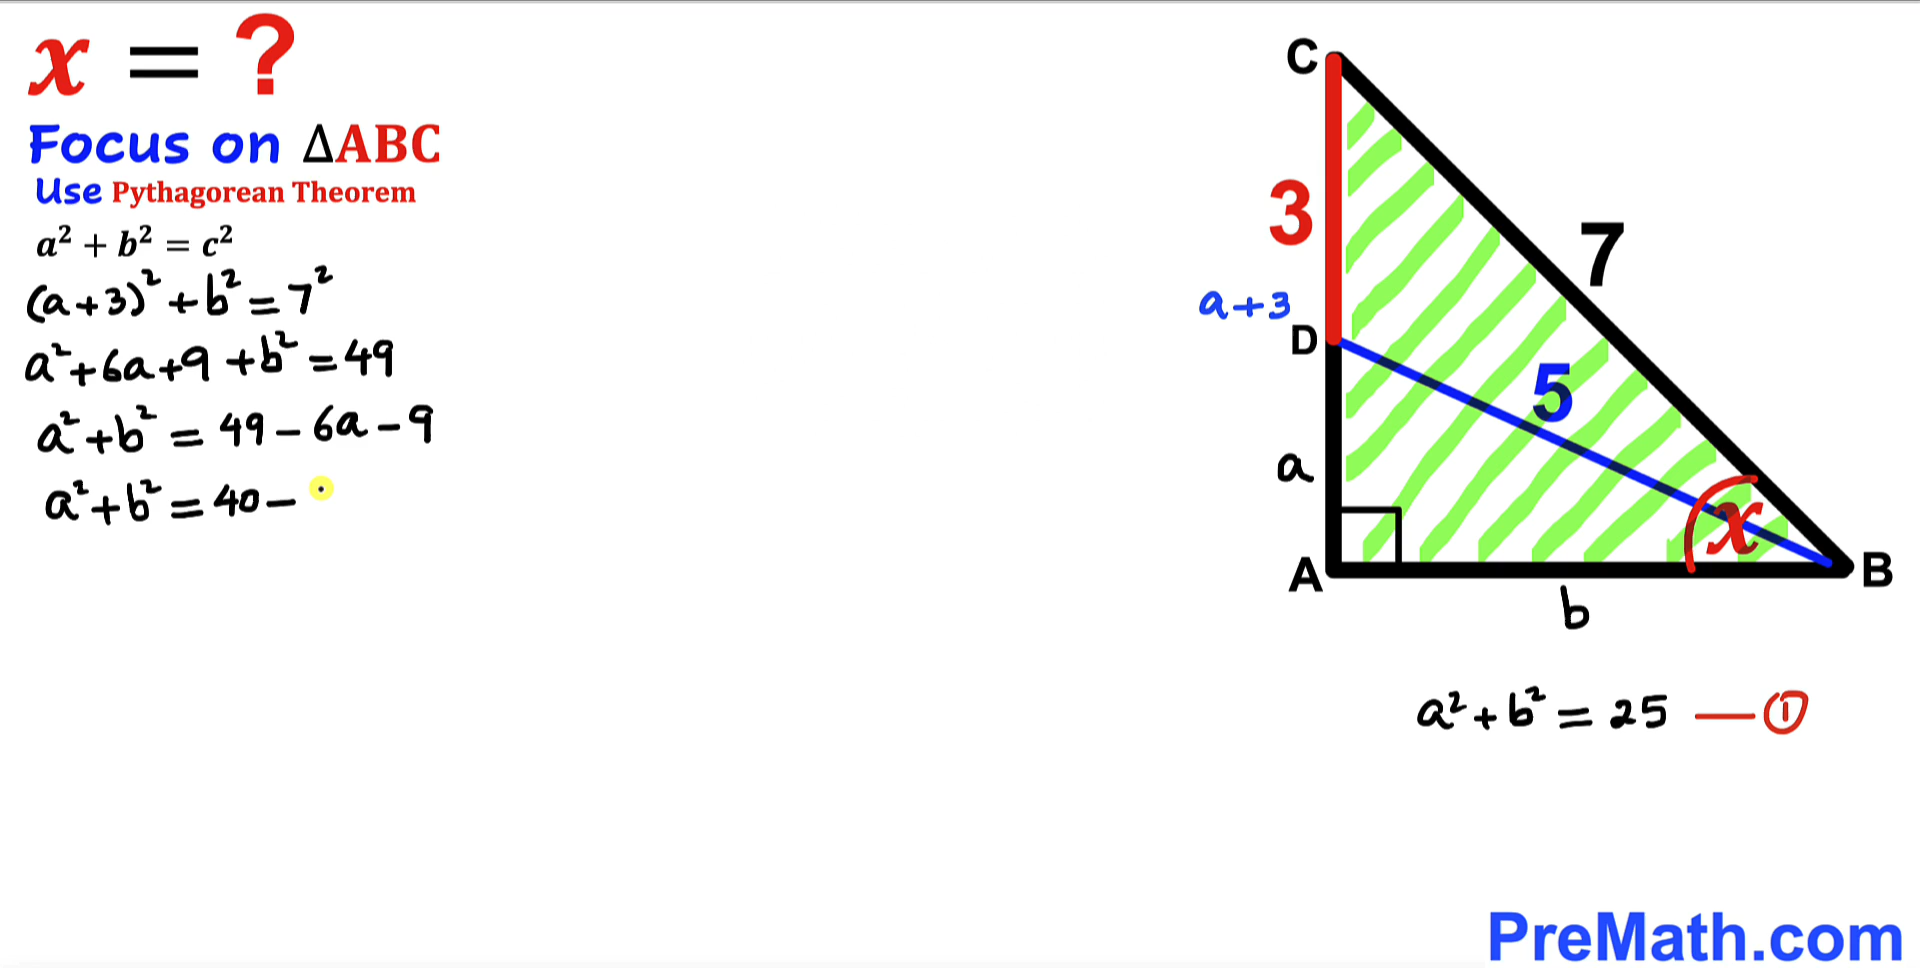 x = ?
Focus on ΔABC
Use Pythagorean Theorem
a² + b² = c²
(a+3)² + b² = 7²
a² + 6a + 9 + b² = 49
a² + b² = 49 - 6a - 9
a² + b² = 40 -
C
3
7
a+3
D
5
a
x
A
B
b
a² + b² = 25 — ①
PreMath.com